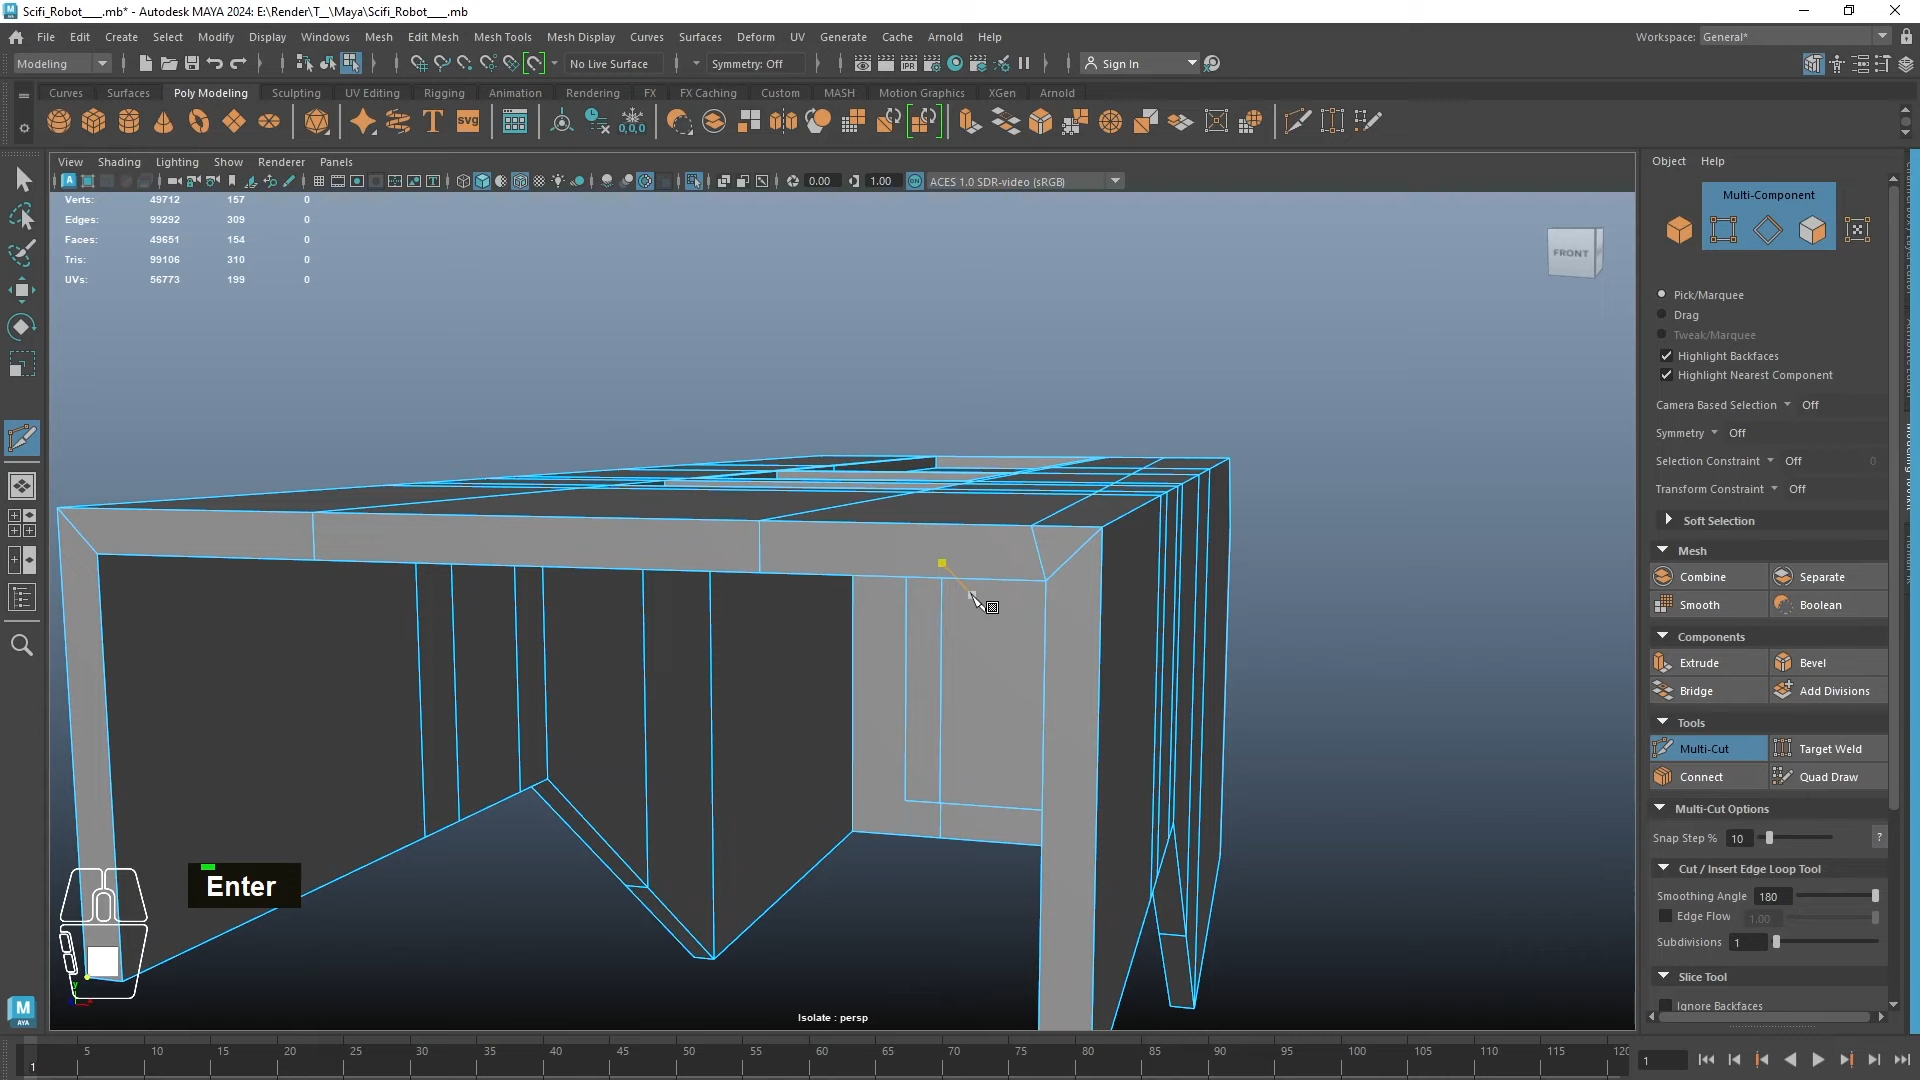 Scifi_Robot___.mb* - Autodesk MAYA 2024: E:\Render\T__\Maya\Scifi_Robot___.mb
File Edit Create Select Modify Display Windows Mesh Edit Mesh Mesh Tools Mesh Display Curves Surfaces Deform UV Generate Cache Arnold Help Workspace: General*
Modeling No Live Surface Symmetry: Off Sign In
Curves Surfaces Poly Modeling Sculpting UV Editing Rigging Animation Rendering FX FX Caching Custom MASH Motion Graphics XGen Arnold
View Shading Lighting Show Renderer Panels
0.00 1.00 ACES 1.0 SDR-video (sRGB)
Verts: 49712 157 0
Edges: 99292 309 0
Faces: 49651 154 0
Tris: 99106 310 0
UVs: 56773 199 0
FRONT
Enter
Isolate : persp
Object Help
Multi-Component
Pick/Marquee
Drag
Tweak/Marquee
Highlight Backfaces
Highlight Nearest Component
Camera Based Selection Off
Symmetry Off
Selection Constraint Off 0
Transform Constraint Off
Soft Selection
Mesh
Combine Separate
Smooth Boolean
Components
Extrude Bevel
Bridge Add Divisions
Tools
Multi-Cut Target Weld
Connect Quad Draw
Multi-Cut Options
Snap Step % 10 ?
Cut / Insert Edge Loop Tool
Smoothing Angle 180
Edge Flow 1.00
Subdivisions 1
Slice Tool
Ignore Backfaces
5 10 15 20 25 30 35 40 45 50 55 60 65 70 75 80 85 90 95 100 105 110 115 120
1 1